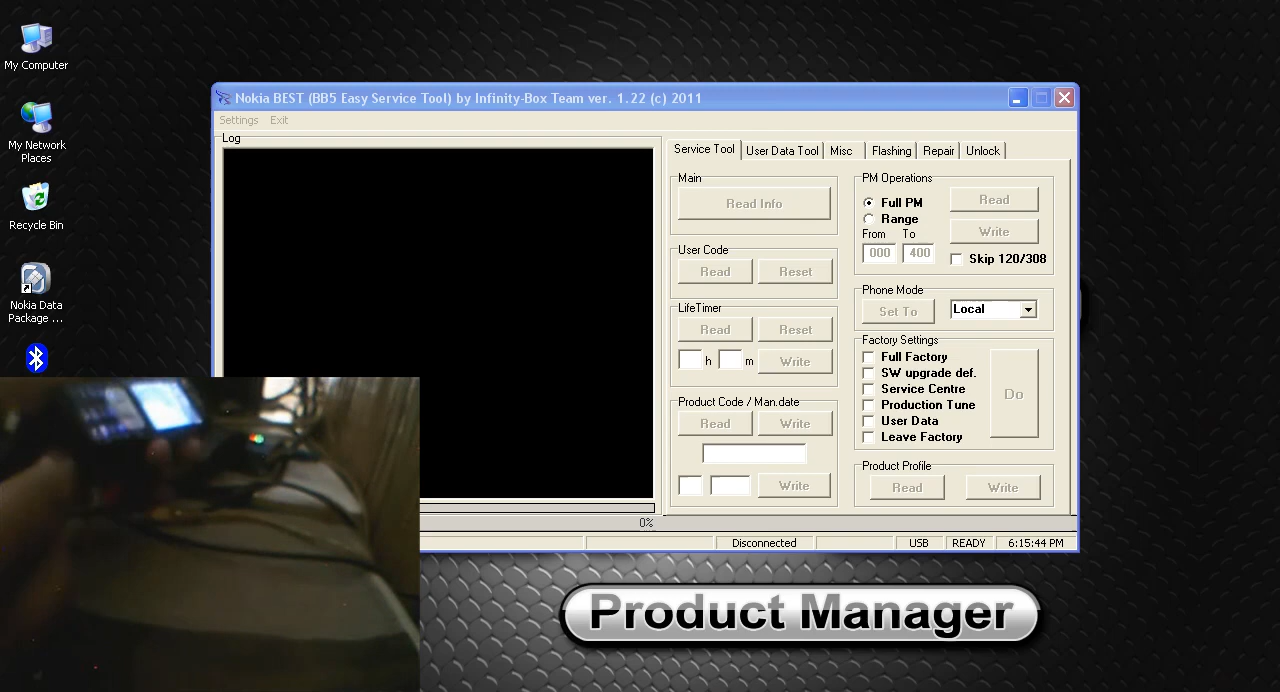 My Computer
My Network
Places
Recycle Bin
Nokia Data
Package ...
Nokia BEST (BB5 Easy Service Tool) by Infinity-Box Team ver. 1.22 (c) 2011
Settings Exit
Log
0%
Service Tool User Data Tool Misc Flashing Repair Unlock
Main
Read Info
User Code
Read Reset
LifeTimer
Read Reset
h m Write
Product Code / Man.date
Read Write
Write
PM Operations
Full PM Read
Range
From To Write
000 400
Skip 120/308
Phone Mode
Set To Local
Factory Settings
Full Factory
SW upgrade def.
Service Centre
Do
Production Tune
User Data
Leave Factory
Product Profile
Read Write
Disconnected USB READY 6:15:44 PM
Product Manager